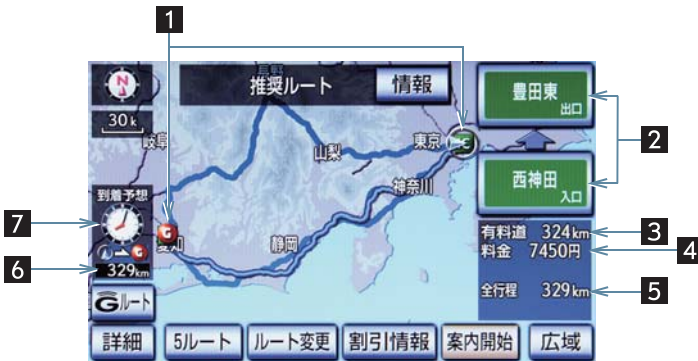 1
推奨ルート 情報
豊田東
出口
30k
岐阜
山梨
東京
2
神奈川
西神田
入口
到着予想
7
G
愛知
静岡
有料道 324km
3
料金 7450円
4
6
329km
全行程 329km
5
Gルート
詳細 5ルート ルート変更 割引情報 案内開始 広域